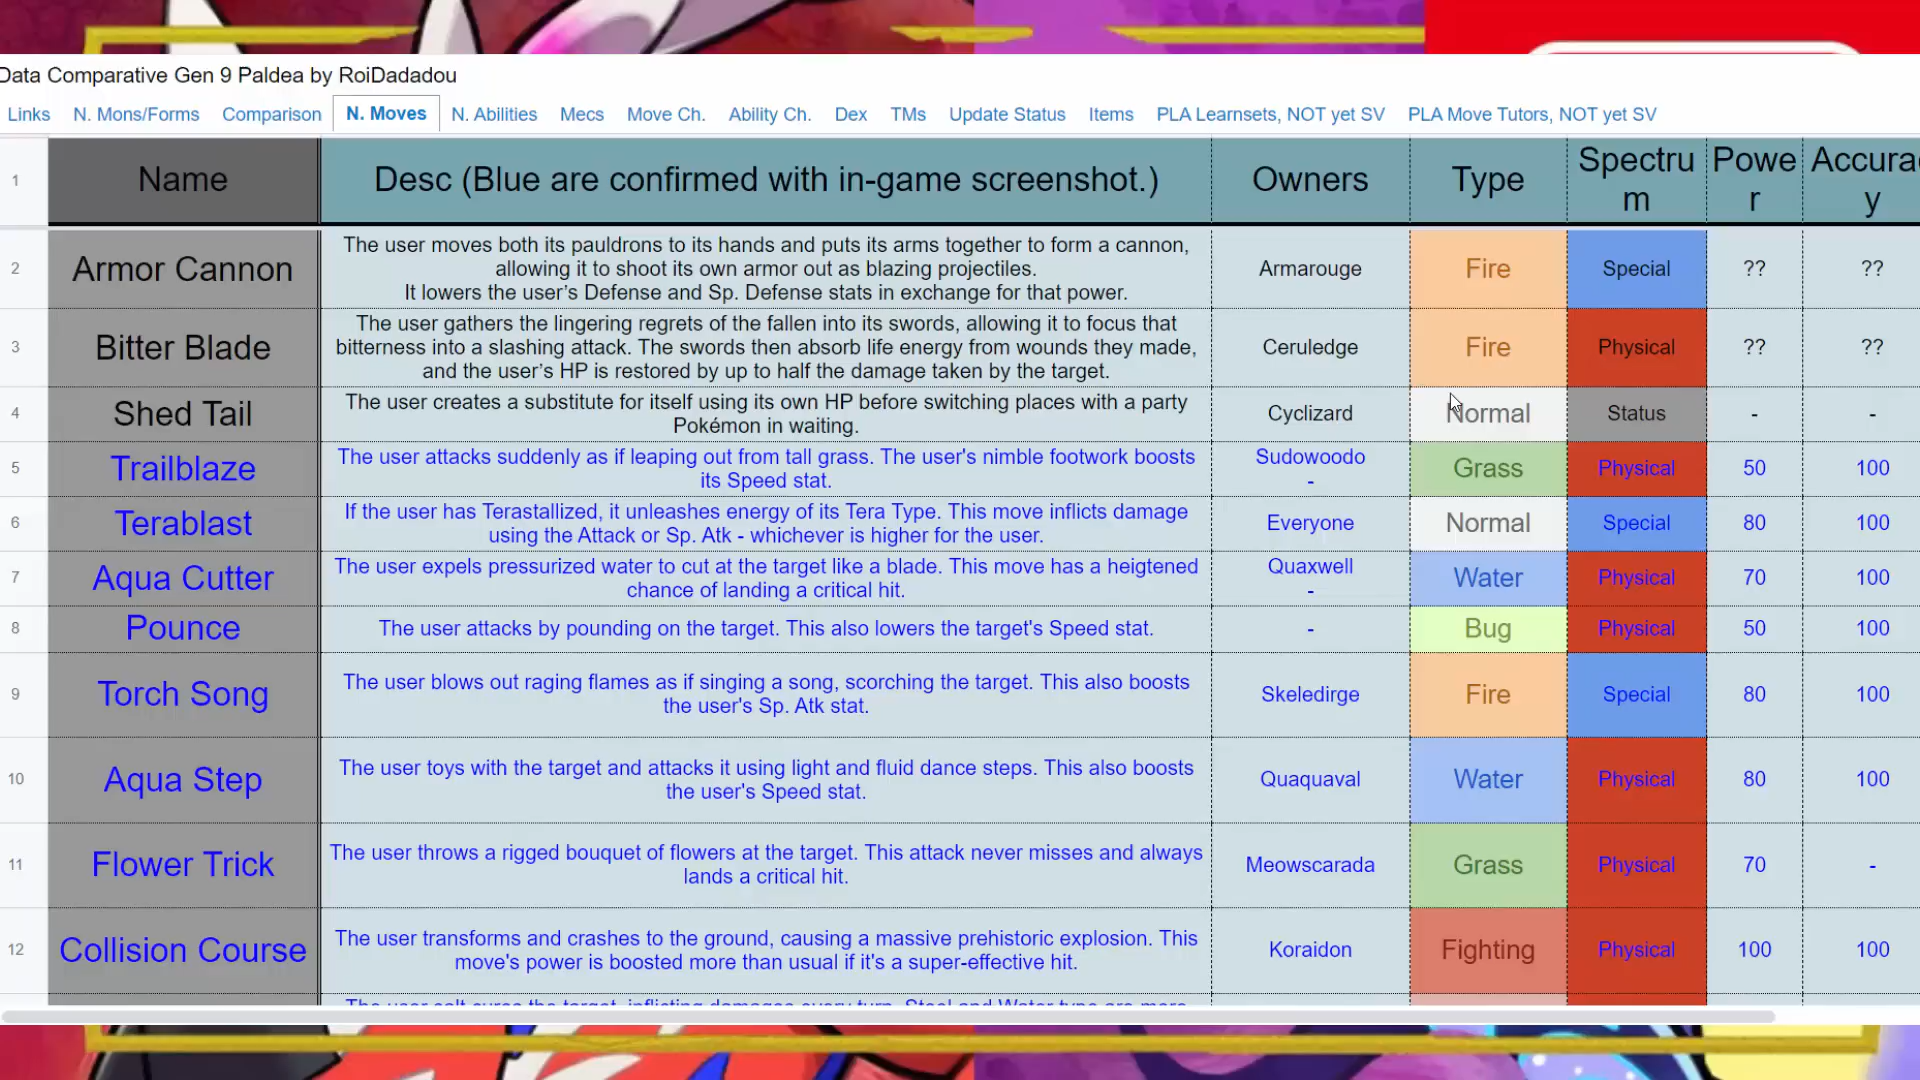 Data Comparative Gen 9 Paldea by RoiDadadou
Links N. Mons/Forms Comparison N. Moves N. Abilities Mecs Move Ch. Ability Ch. Dex TMs Update Status Items PLA Learnsets, NOT yet SV PLA Move Tutors, NOT yet SV
1 Name Desc (Blue are confirmed with in-game screenshot.) Owners Type Spectru
m Powe
r Accurac
y
2 Armor Cannon
The user moves both its pauldrons to its hands and puts its arms together to form a cannon,
allowing it to shoot its own armor out as blazing projectiles.
It lowers the user’s Defense and Sp. Defense stats in exchange for that power.
Armarouge Fire Special ?? ??
3 Bitter Blade
The user gathers the lingering regrets of the fallen into its swords, allowing it to focus that
bitterness into a slashing attack. The swords then absorb life energy from wounds they made,
and the user’s HP is restored by up to half the damage taken by the target.
Ceruledge Fire Physical ?? ??
4 Shed Tail
The user creates a substitute for itself using its own HP before switching places with a party
Pokémon in waiting.
Cyclizard Normal Status - -
5 Trailblaze
The user attacks suddenly as if leaping out from tall grass. The user's nimble footwork boosts
its Speed stat.
Sudowoodo
-
Grass Physical 50 100
6 Terablast
If the user has Terastallized, it unleashes energy of its Tera Type. This move inflicts damage
using the Attack or Sp. Atk - whichever is higher for the user.
Everyone Normal Special 80 100
7 Aqua Cutter
The user expels pressurized water to cut at the target like a blade. This move has a heigtened
chance of landing a critical hit.
Quaxwell
-
Water Physical 70 100
8 Pounce
The user attacks by pounding on the target. This also lowers the target's Speed stat.
- Bug Physical 50 100
9 Torch Song
The user blows out raging flames as if singing a song, scorching the target. This also boosts
the user's Sp. Atk stat.
Skeledirge Fire Special 80 100
10 Aqua Step
The user toys with the target and attacks it using light and fluid dance steps. This also boosts
the user's Speed stat.
Quaquaval Water Physical 80 100
11 Flower Trick
The user throws a rigged bouquet of flowers at the target. This attack never misses and always
lands a critical hit.
Meowscarada Grass Physical 70 -
12 Collision Course
The user transforms and crashes to the ground, causing a massive prehistoric explosion. This
move's power is boosted more than usual if it's a super-effective hit.
Koraidon Fighting Physical 100 100